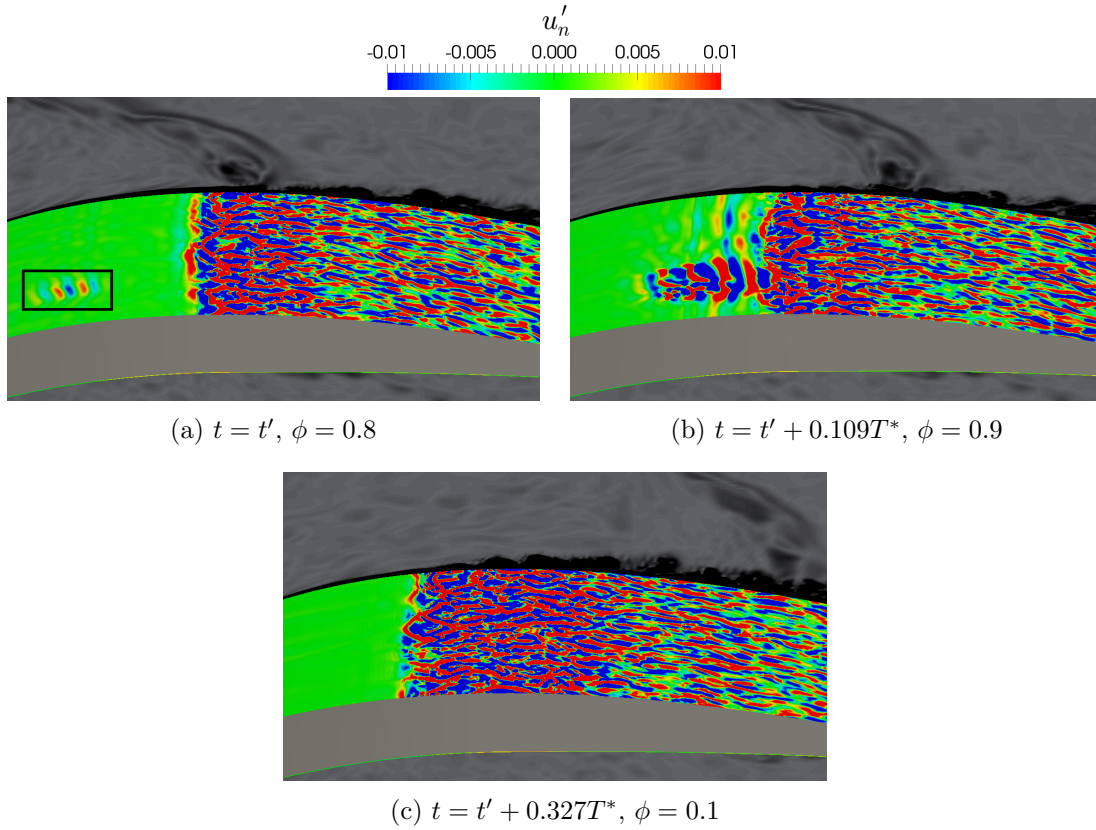 u′ₙ
-0.01 -0.005 0.000 0.005 0.01
(a) t = t′, ϕ = 0.8
(b) t = t′ + 0.109T*, ϕ = 0.9
(c) t = t′ + 0.327T*, ϕ = 0.1